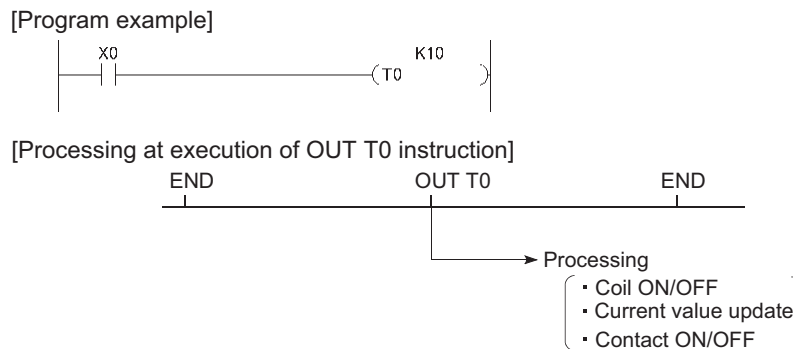 [Program example]
X0 K10
T0
[Processing at execution of OUT T0 instruction]
END OUT T0 END
Processing
▪ Coil ON/OFF
▪ Current value update
▪ Contact ON/OFF